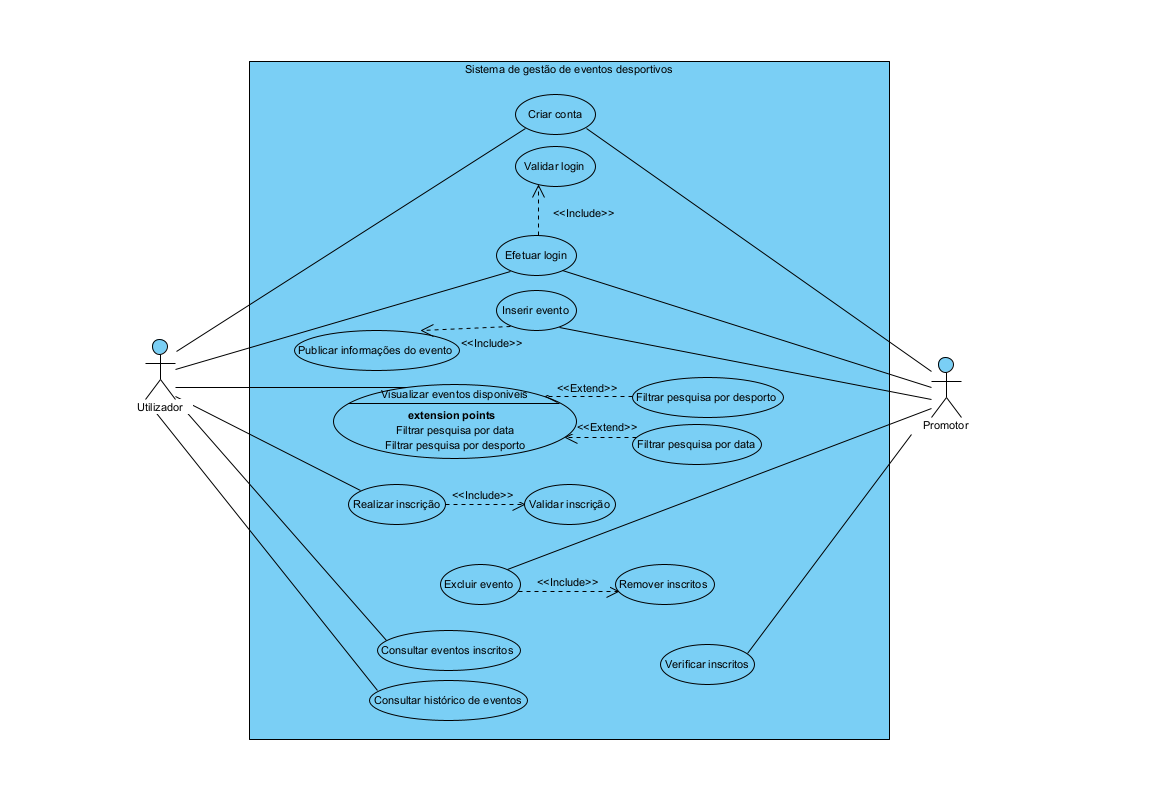 Sistema de gestão de eventos desportivos
Criar conta
Validar login
<<Include>>
Efetuar login
Inserir evento
<<Include>>
Publicar informações do evento
Utilizador
Promotor
Visualizar eventos disponíveis
extension points
Filtrar pesquisa por data
Filtrar pesquisa por desporto
<<Extend>>
Filtrar pesquisa por desporto
<<Extend>>
Filtrar pesquisa por data
Realizar inscrição
<<Include>>
Validar inscrição
Excluir evento
<<Include>>
Remover inscritos
Consultar eventos inscritos
Verificar inscritos
Consultar histórico de eventos